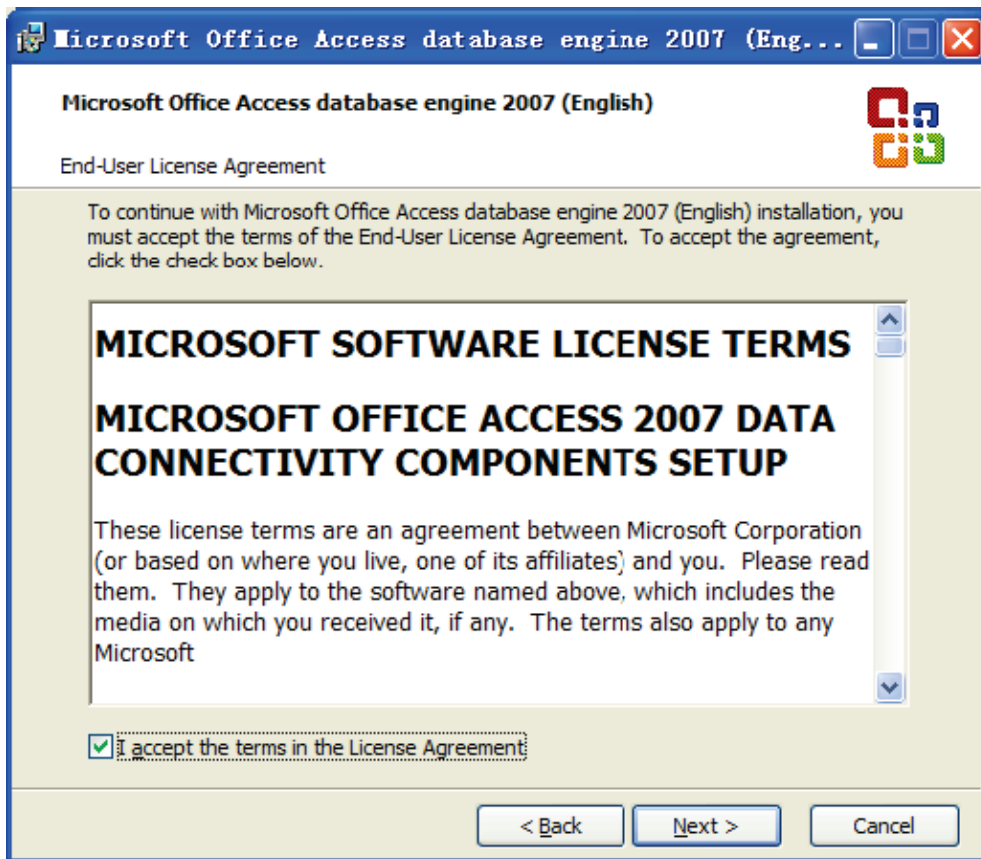 Microsoft Office Access database engine 2007 (Eng...
Microsoft Office Access database engine 2007 (English)
End-User License Agreement
To continue with Microsoft Office Access database engine 2007 (English) installation, you
must accept the terms of the End-User License Agreement.  To accept the agreement,
click the check box below.
MICROSOFT SOFTWARE LICENSE TERMS
MICROSOFT OFFICE ACCESS 2007 DATA
CONNECTIVITY COMPONENTS SETUP
These license terms are an agreement between Microsoft Corporation
(or based on where you live, one of its affiliates) and you.  Please read
them.  They apply to the software named above, which includes the
media on which you received it, if any.  The terms also apply to any
Microsoft
I accept the terms in the License Agreement
< Back
Next >
Cancel